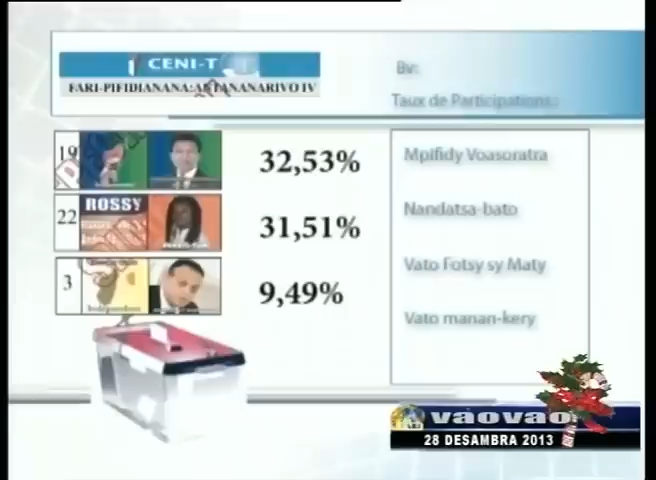 CENI-T
FARI-PIFIDIANANA: ANTANANARIVO IV
Bv:
Taux de Participations:
19
32,53%
22
ROSSY
31,51%
3
Independant
9,49%
Mpifidy Voasoratra
Nandatsa-bato
Vato Fotsy sy Maty
Vato manan-kery
vaovao
28 DESAMBRA 2013